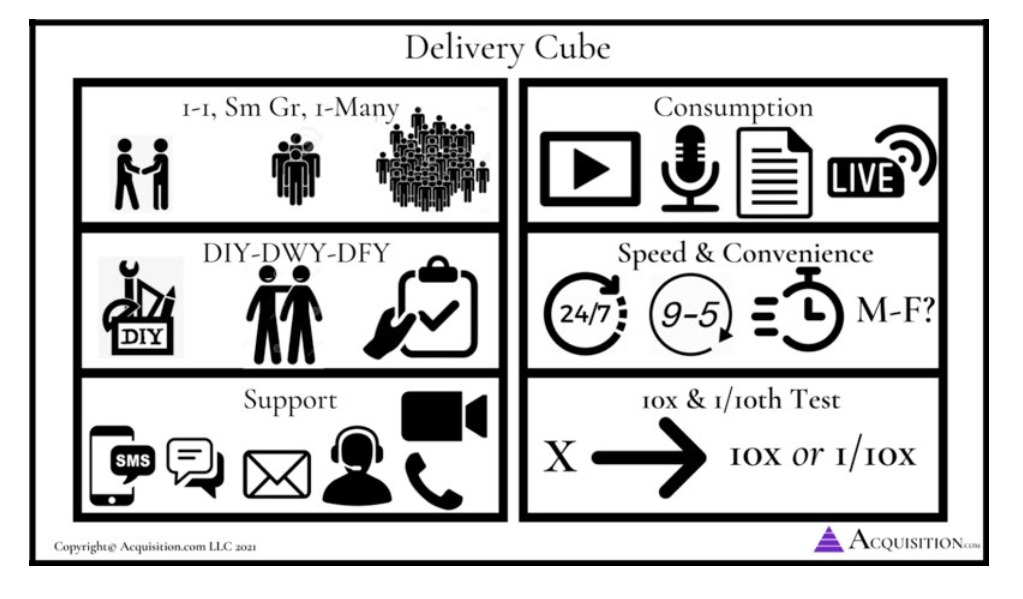 Delivery Cube
1-1, Sm Gr, 1-Many
Consumption
LIVE
DIY-DWY-DFY
DIY
Speed & Convenience
24/7
9-5
M-F?
Support
SMS
10x & 1/10th Test
X
10x or 1/10x
Copyright© Acquisition.com LLC 2021
Acquisition.com